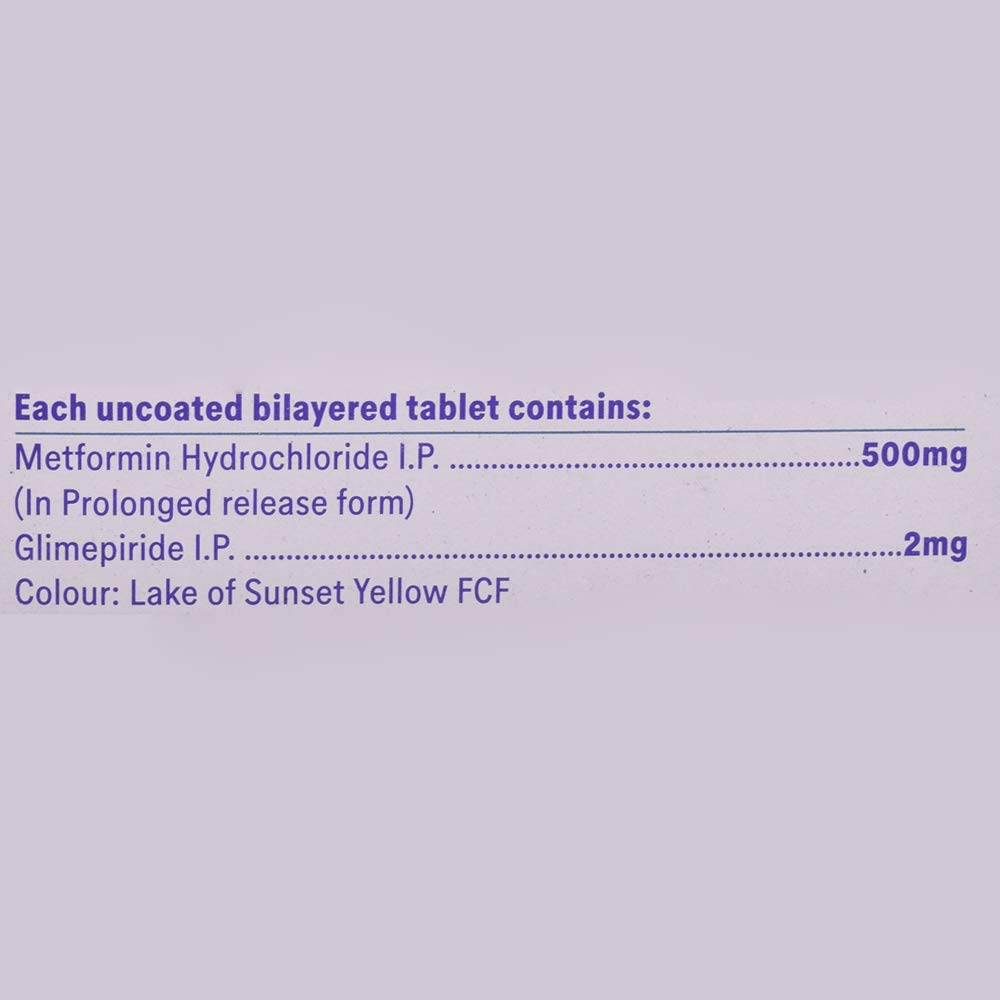 Each uncoated bilayered tablet contains:
Metformin Hydrochloride I.P. ................................................500mg
(In Prolonged release form)
Glimepiride I.P. .............................................................................2mg
Colour: Lake of Sunset Yellow FCF